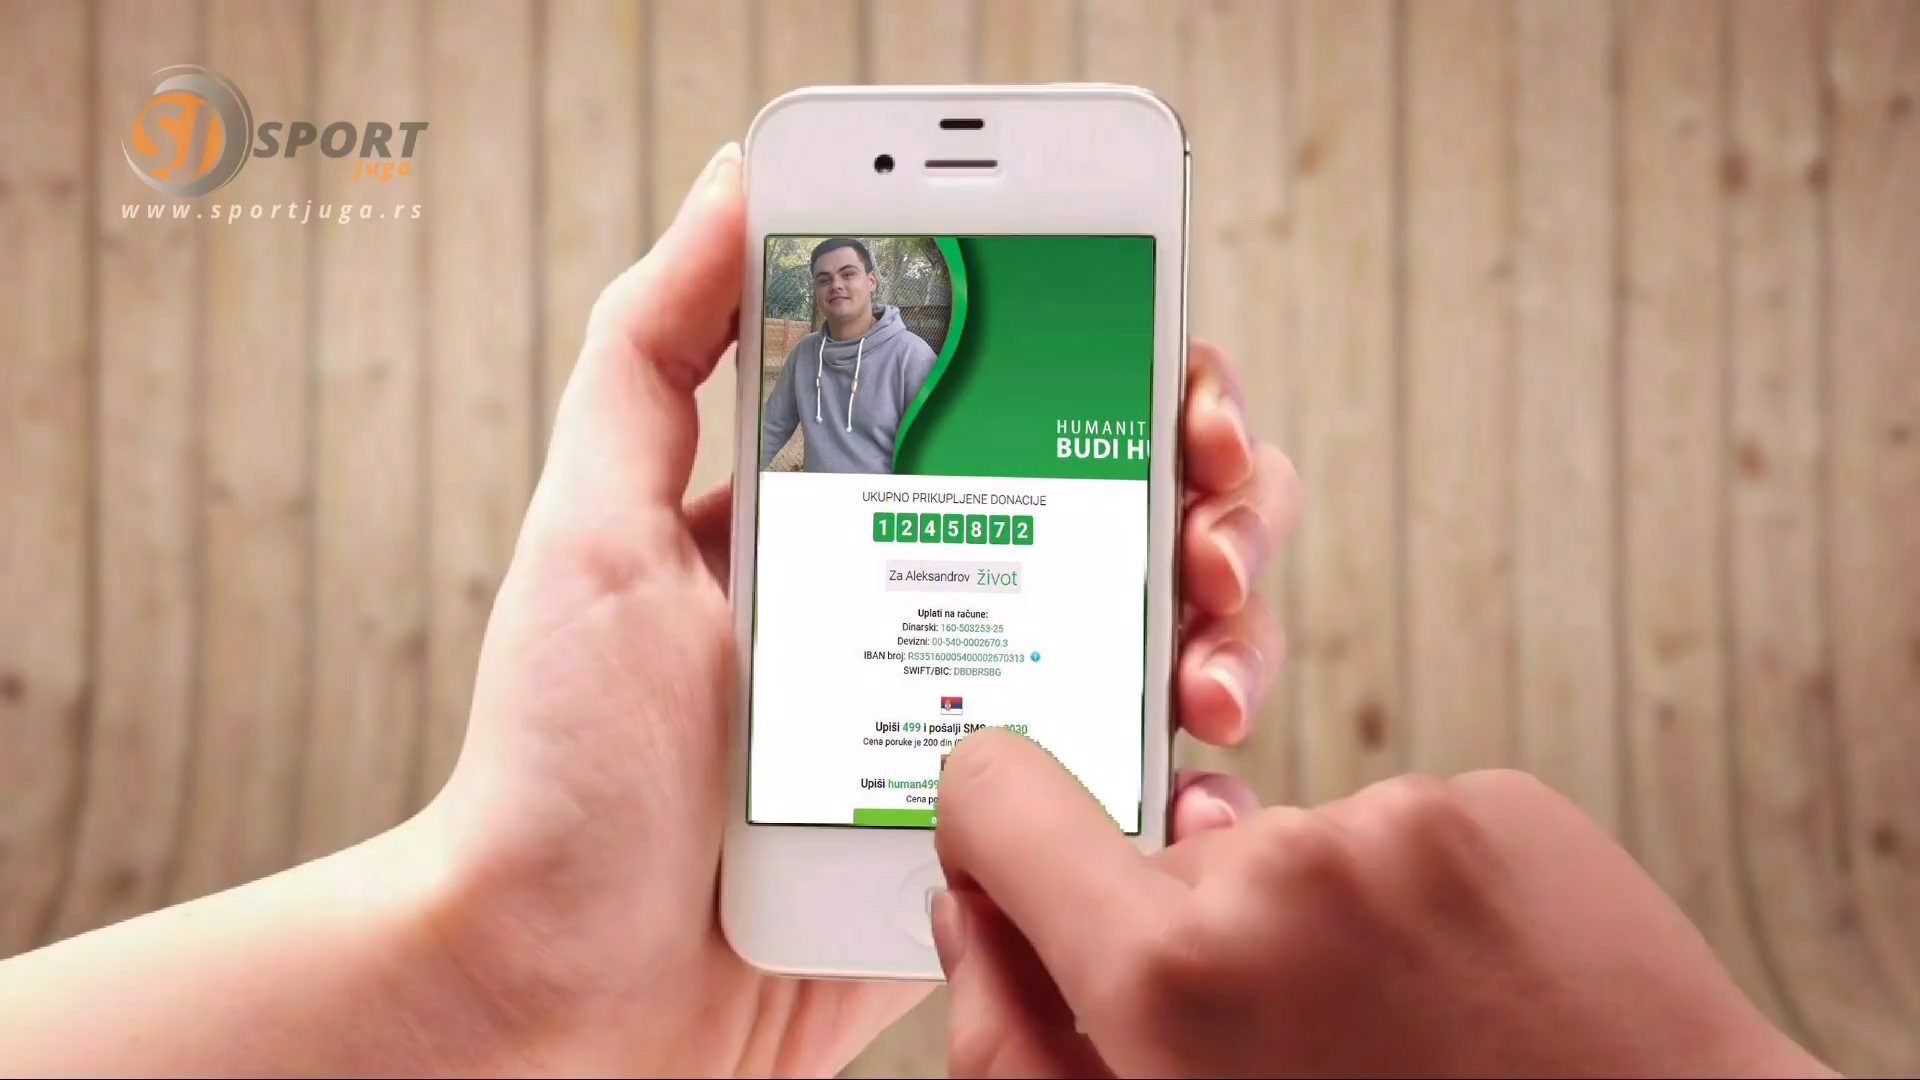 SPORT
juga
www.sportjuga.rs
HUMANIT
BUDI HU
UKUPNO PRIKUPLJENE DONACIJE
1245872
Za Aleksandrov život
Uplati na račune:
Dinarski: 160-503253-25
Devizni: 00-540-0002670.3
IBAN broj: RS35160005400002670313
SWIFT/BIC: DBDBRSBG
Upiši 499 i pošalji SMS
Cena poruke je 200 din
Upiši human499
Cena